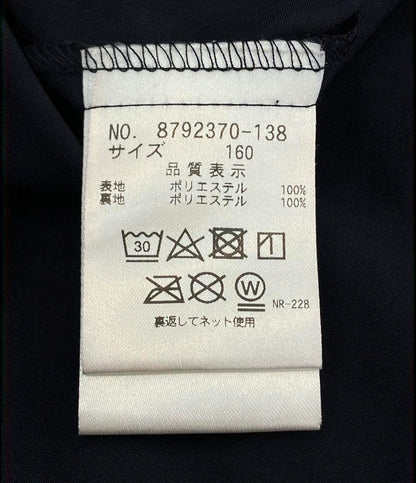 NO. 8792370-138
サイズ 160
品質表示
表地 ポリエステル 100%
裏地 ポリエステル 100%
30
W
NR-228
裏返してネット使用